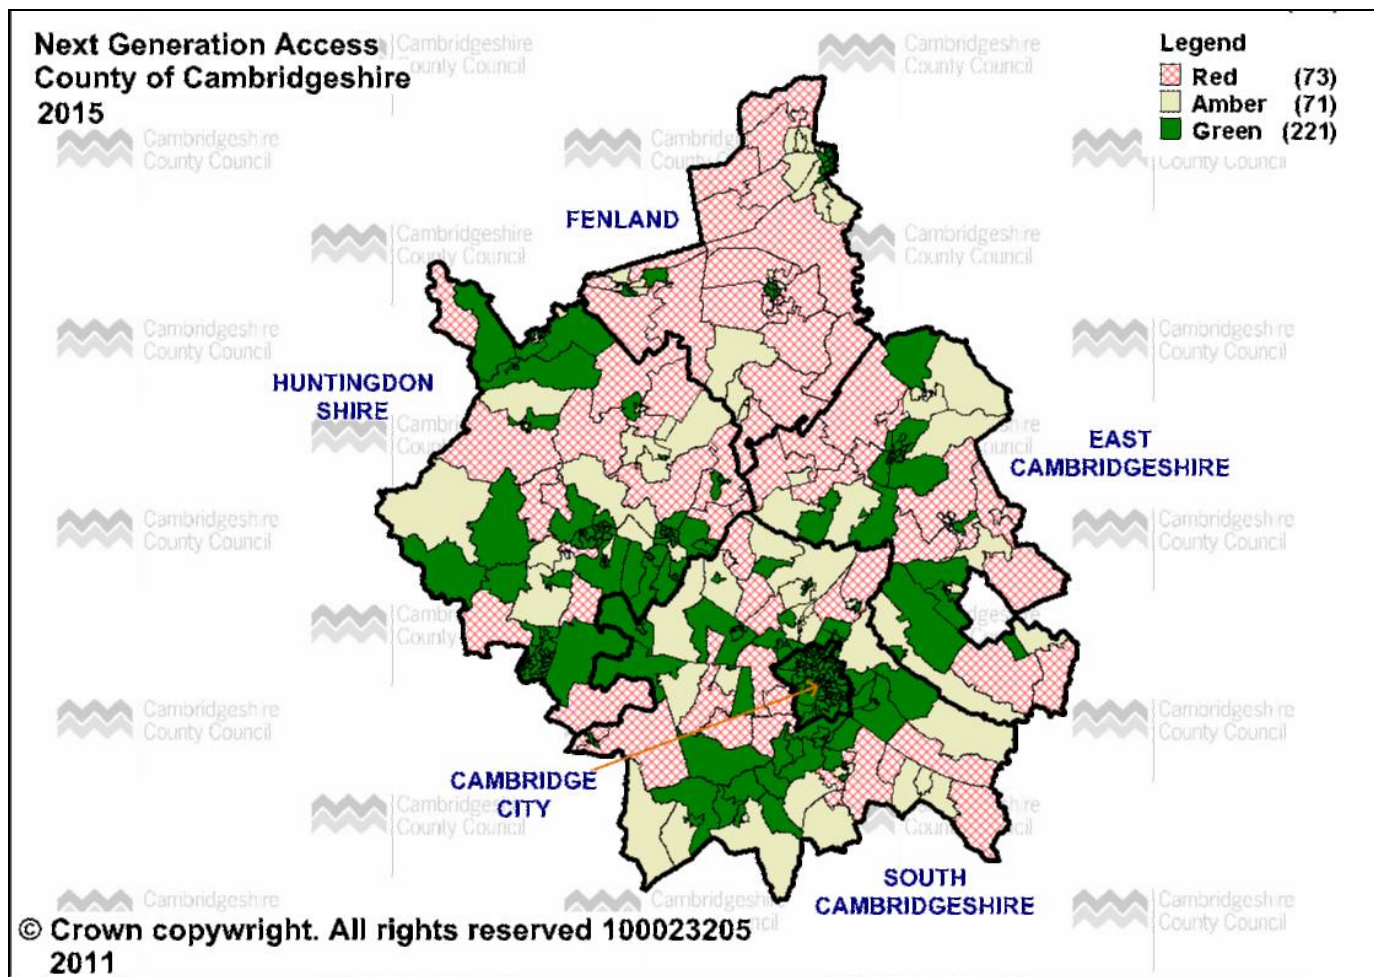 Next Generation Access
County of Cambridgeshire
2015
Legend
Red (73)
Amber (71)
Green (221)
FENLAND
HUNTINGDON
SHIRE
EAST
CAMBRIDGESHIRE
CAMBRIDGE
CITY
SOUTH
CAMBRIDGESHIRE
© Crown copywright. All rights reserved 100023205
2011
Cambridgeshire
County Council